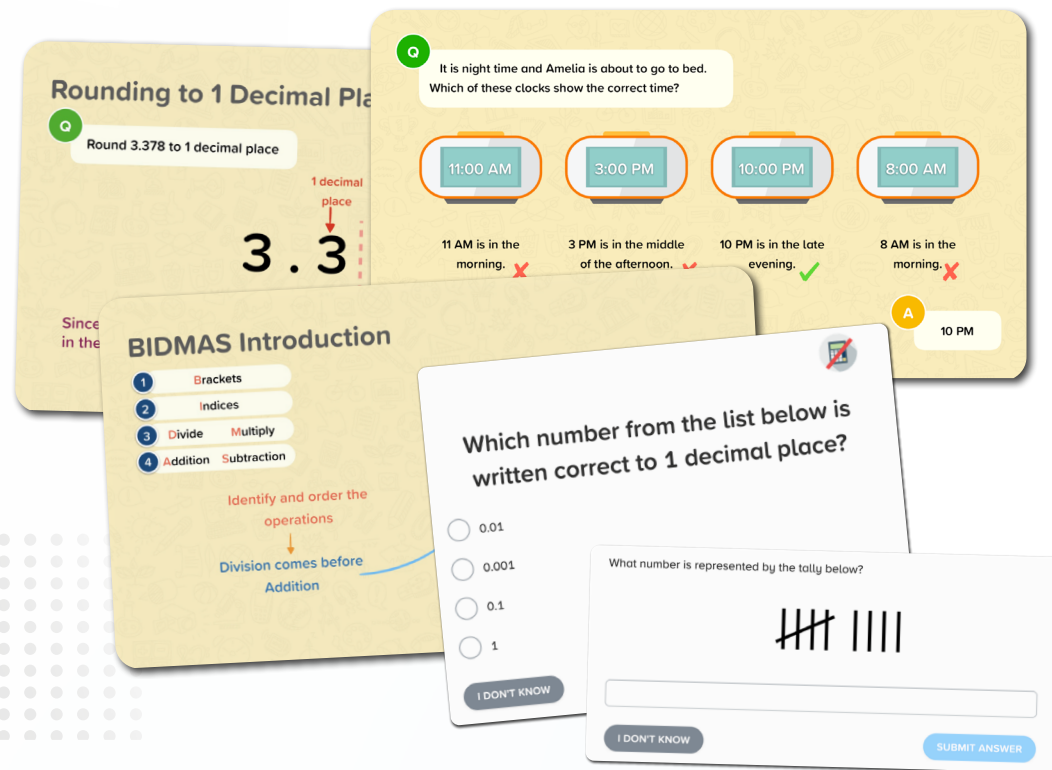 Rounding to 1 Decimal Pla
Q
Round 3.378 to 1 decimal place
1 decimal
place
3 . 3
Since
in the
Q
It is night time and Amelia is about to go to bed.
Which of these clocks show the correct time?
11:00 AM
3:00 PM
10:00 PM
8:00 AM
11 AM is in the
morning.
3 PM is in the middle
of the afternoon.
10 PM is in the late
evening.
8 AM is in the
morning.
A
10 PM
BIDMAS Introduction
1 Brackets
2 Indices
3 Divide Multiply
4 Addition Subtraction
Identify and order the
operations
Division comes before
Addition
Which number from the list below is
written correct to 1 decimal place?
0.01
0.001
0.1
1
I DON'T KNOW
What number is represented by the tally below?
I DON'T KNOW
SUBMIT ANSWER